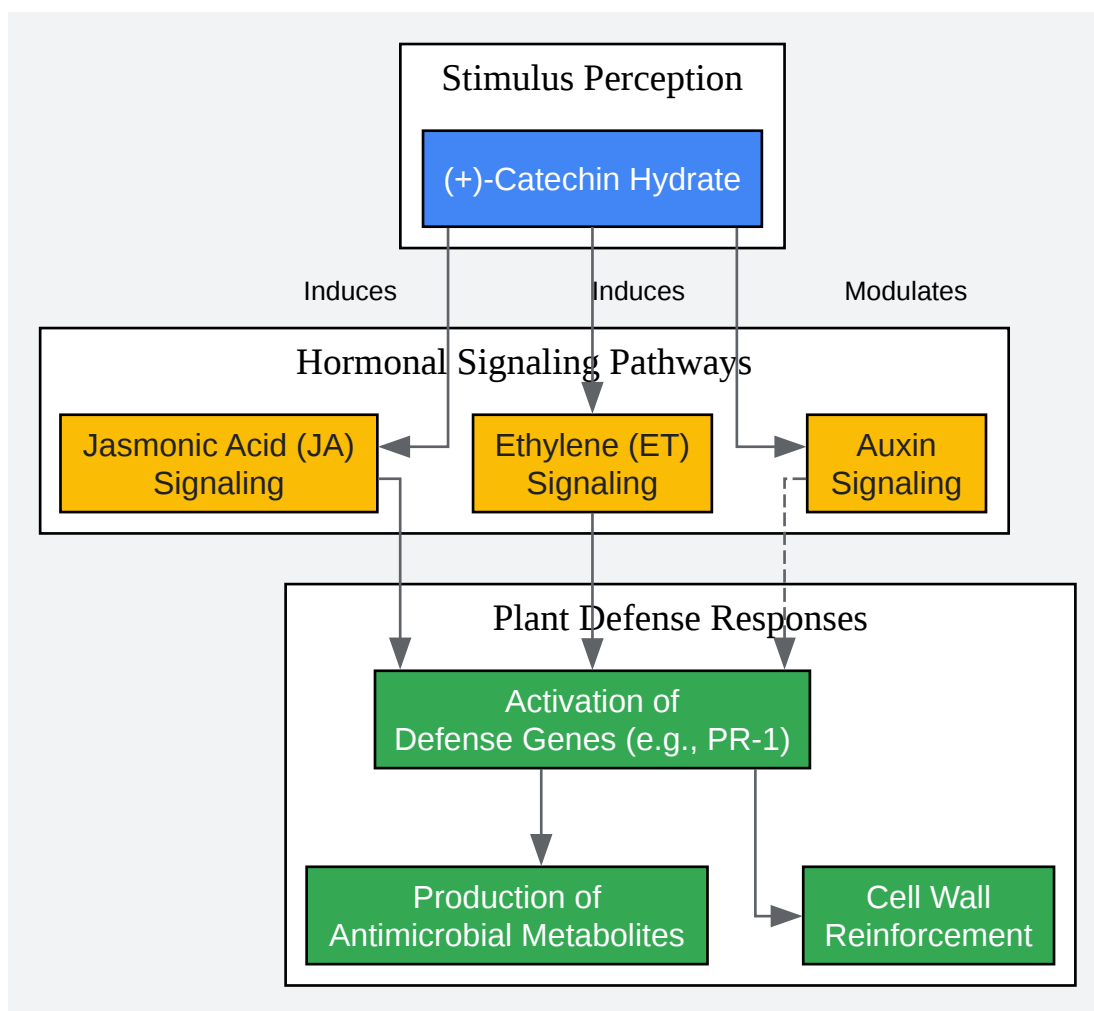 Stimulus Perception
(+)-Catechin Hydrate
Induces
Induces
Modulates
Hormonal Signaling Pathways
Jasmonic Acid (JA)
Signaling
Ethylene (ET)
Signaling
Auxin
Signaling
Plant Defense Responses
Activation of
Defense Genes (e.g., PR-1)
Production of
Antimicrobial Metabolites
Cell Wall
Reinforcement